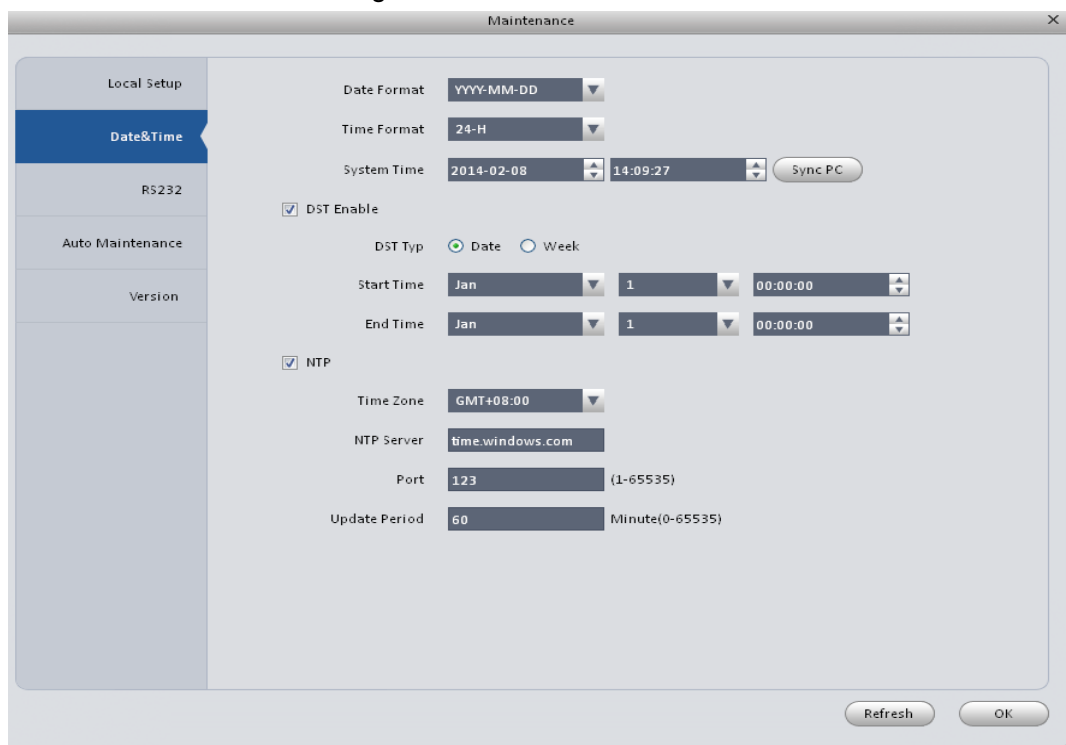 Maintenance
Local Setup
Date&Time
RS232
Auto Maintenance
Version
Date Format YYYY-MM-DD
Time Format 24-H
System Time 2014-02-08 14:09:27 Sync PC
DST Enable
DST Typ Date Week
Start Time Jan 1 00:00:00
End Time Jan 1 00:00:00
NTP
Time Zone GMT+08:00
NTP Server time.windows.com
Port 123 (1-65535)
Update Period 60 Minute(0-65535)
Refresh OK